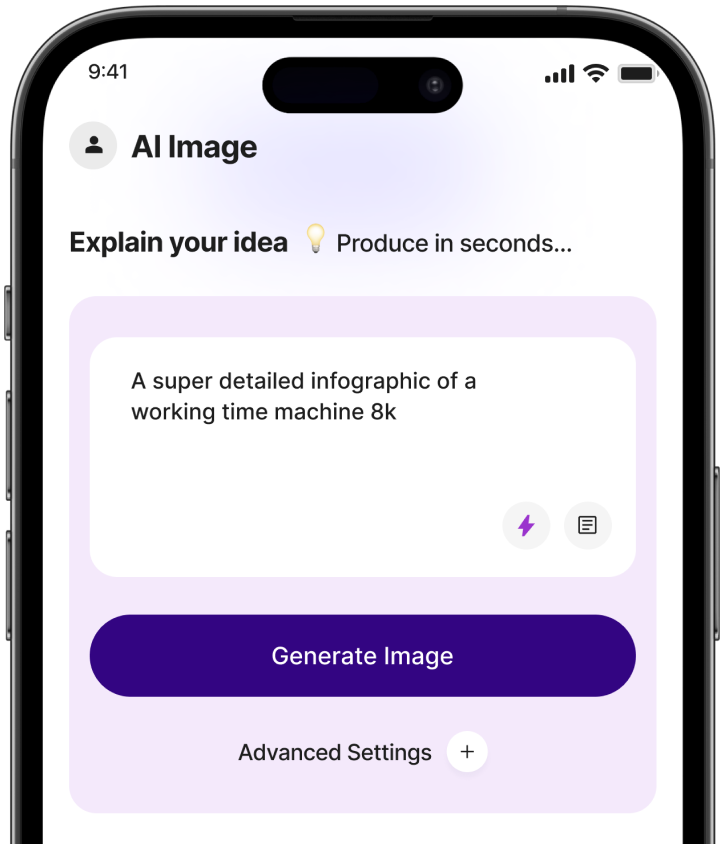 9:41
AI Image
Explain your idea 💡 Produce in seconds...
A super detailed infographic of a
working time machine 8k
Generate Image
Advanced Settings +